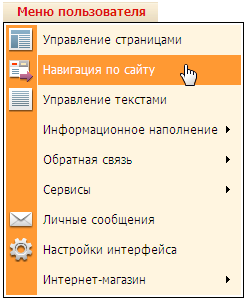 Меню пользователя
Управление страницами
Навигация по сайту
Управление текстами
Информационное наполнение
Обратная связь
Сервисы
Личные сообщения
Настройки интерфейса
Интернет-магазин